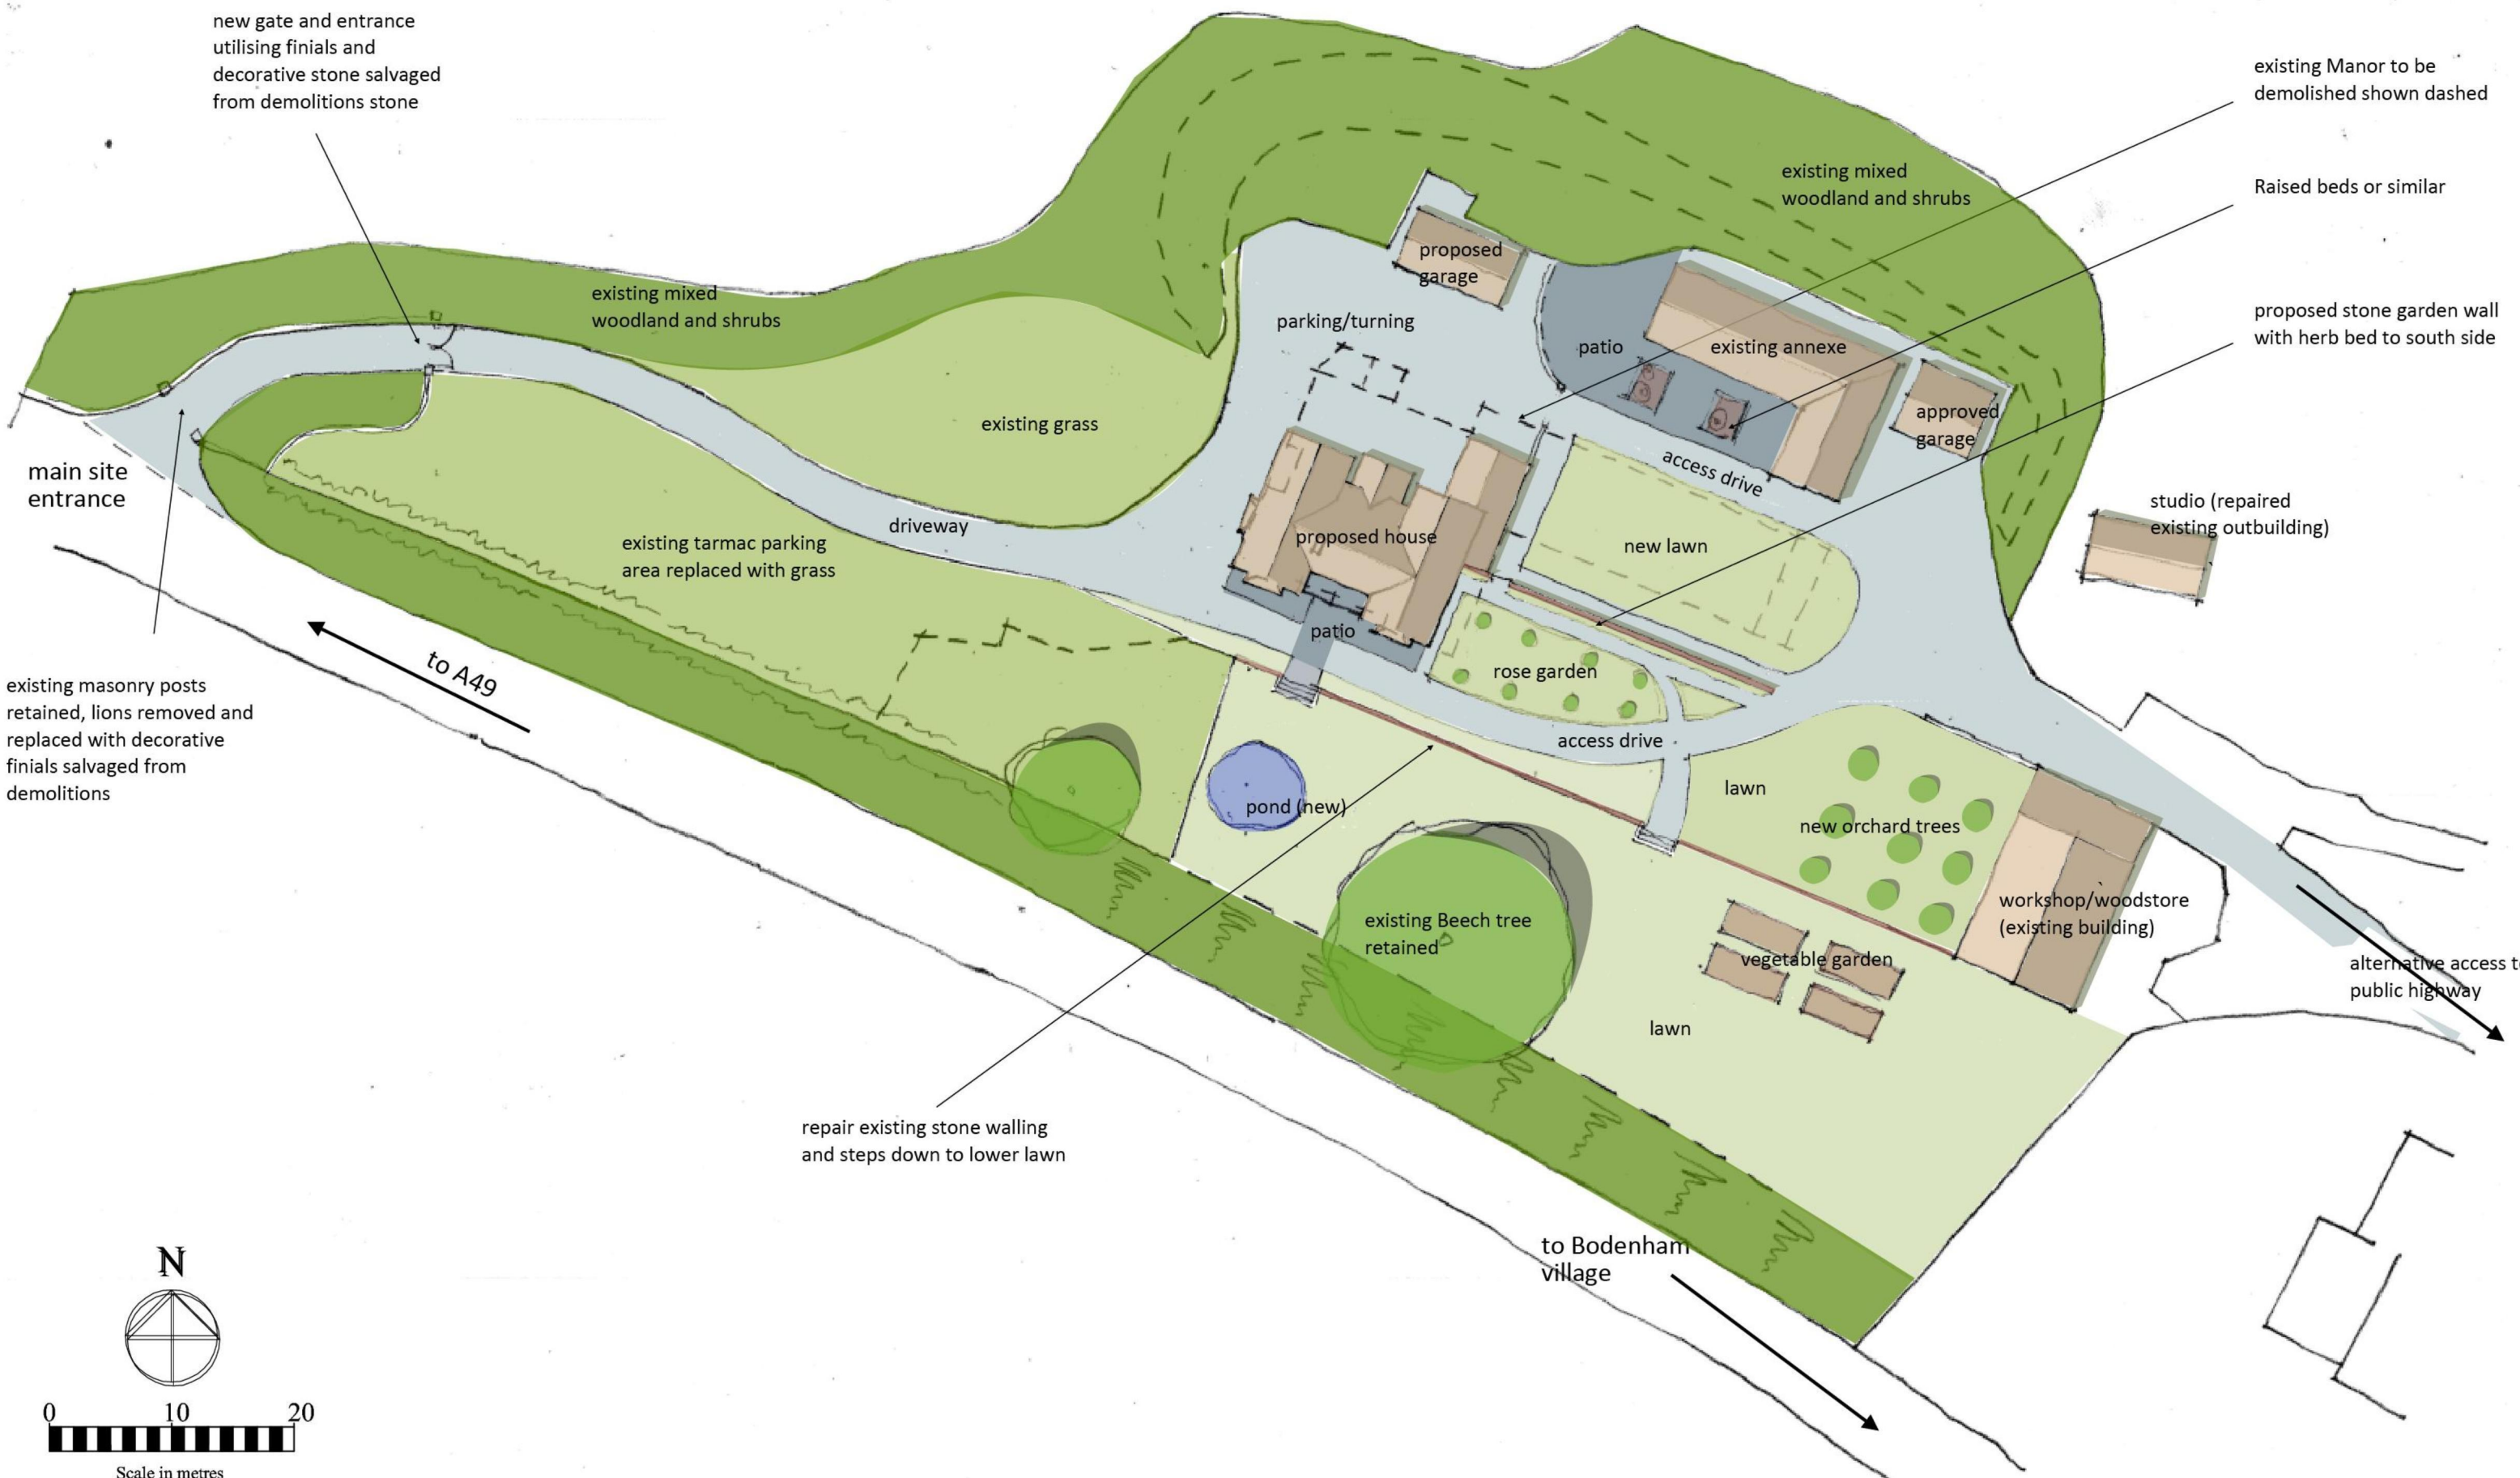 new gate and entrance
utilising finials and
decorative stone salvaged
from demolitions stone
existing Manor to be
demolished shown dashed
Raised beds or similar
existing mixed
woodland and shrubs
proposed
garage
existing mixed
woodland and shrubs
proposed stone garden wall
with herb bed to south side
parking/turning
patio
existing annexe
approved
garage
existing grass
main site
entrance
access drive
studio (repaired
existing outbuilding)
driveway
proposed house
new lawn
existing tarmac parking
area replaced with grass
patio
rose garden
to A49
existing masonry posts
retained, lions removed and
replaced with decorative
finials salvaged from
demolitions
access drive
lawn
pond (new)
new orchard trees
existing Beech tree
retained
workshop/woodstore
(existing building)
vegetable garden
alternative access t
public highway
lawn
repair existing stone walling
and steps down to lower lawn
to Bodenham
village
N
0 10 20
Scale in metres